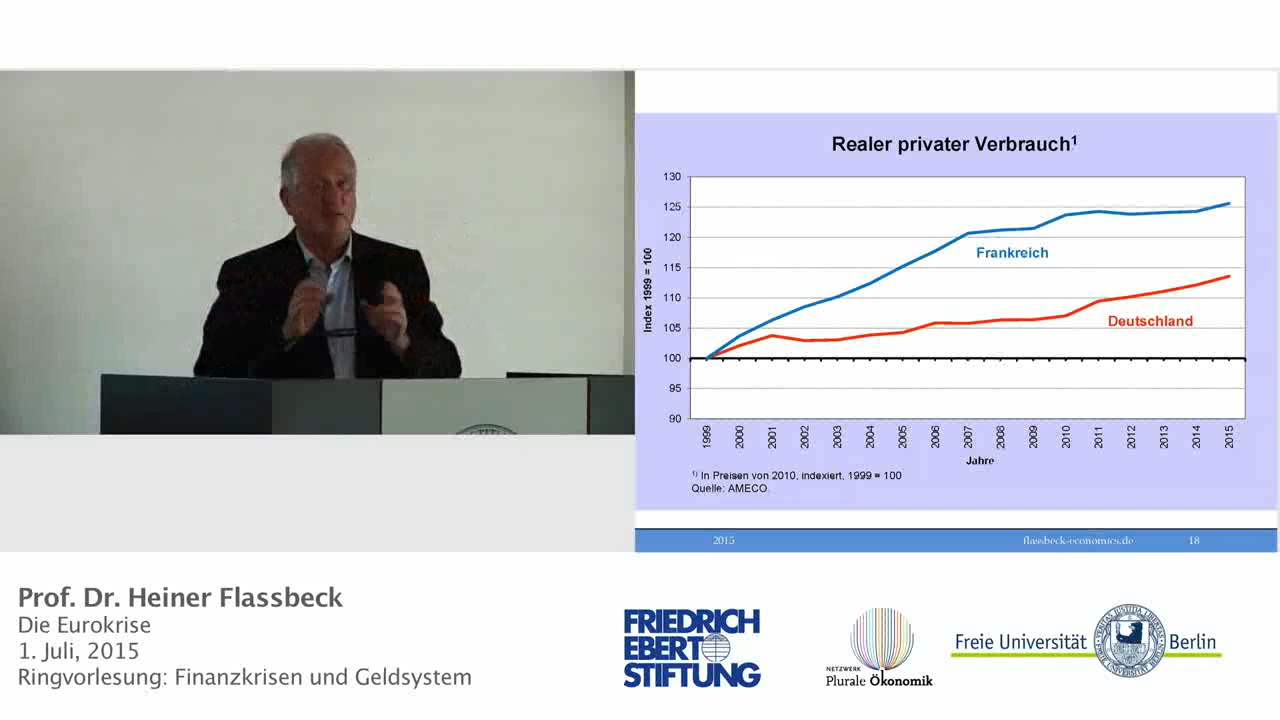 Realer privater Verbrauch¹
Index 1999 = 100
130
125
120
115
110
105
100
95
90
Frankreich
Deutschland
1999
2000
2001
2002
2003
2004
2005
2006
2007
2008
2009
2010
2011
2012
2013
2014
2015
Jahre
¹⁾ In Preisen von 2010, indexiert, 1999 = 100
Quelle: AMECO.
2015
flassbeck-economics.de
18
Prof. Dr. Heiner Flassbeck
Die Eurokrise
1. Juli, 2015
Ringvorlesung: Finanzkrisen und Geldsystem
FRIEDRICH
EBERT
STIFTUNG
NETZWERK
Plurale Ökonomik
Freie Universität Berlin